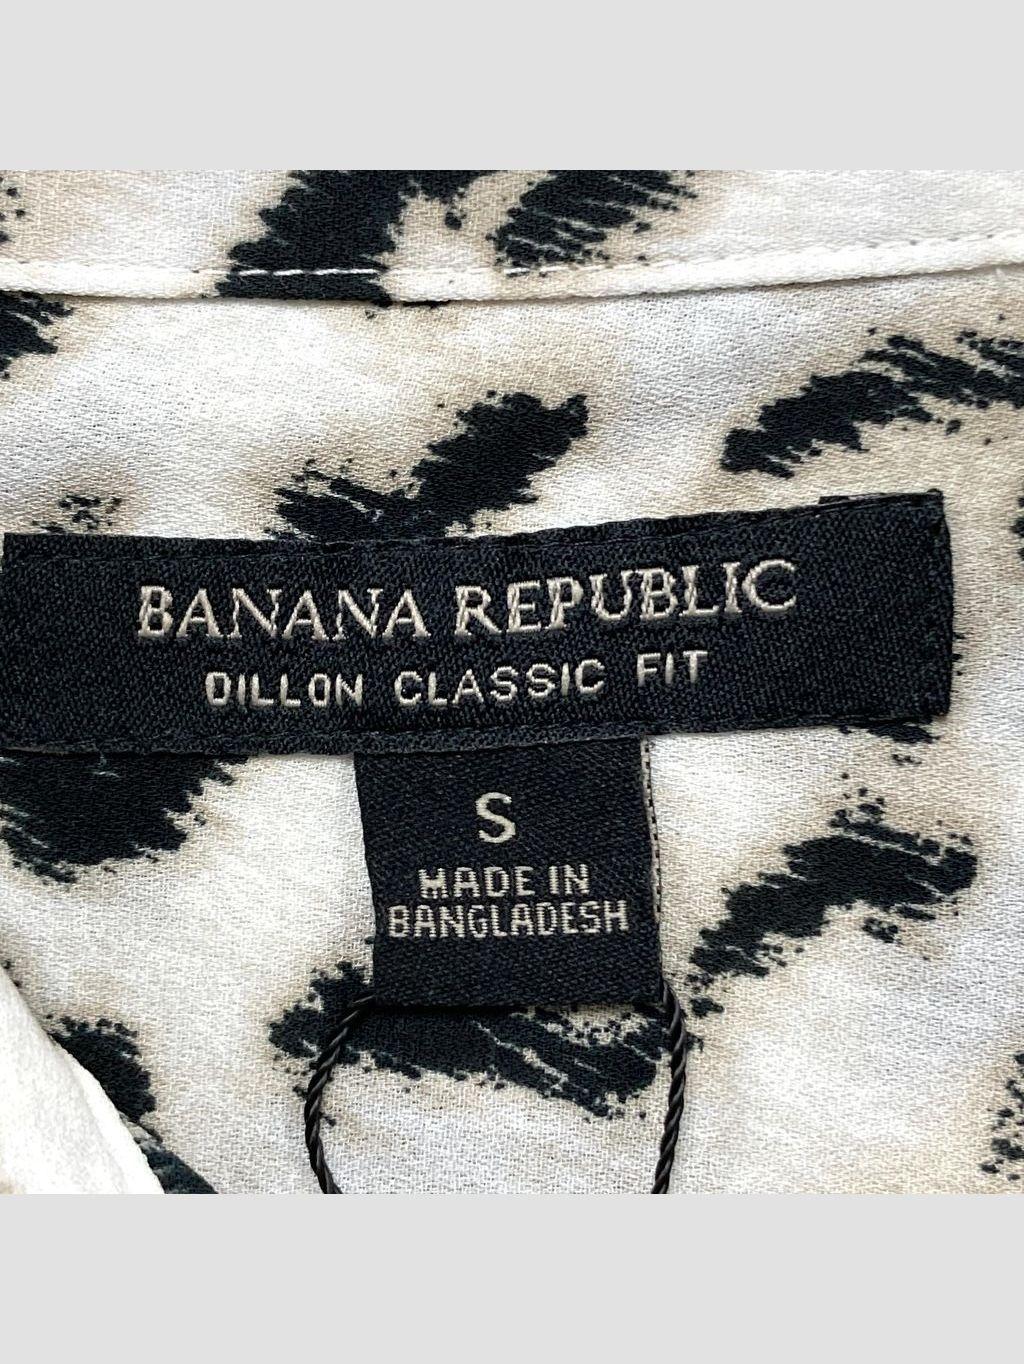 BANANA REPUBLIC
DILLON CLASSIC FIT
S
MADE IN
BANGLADESH